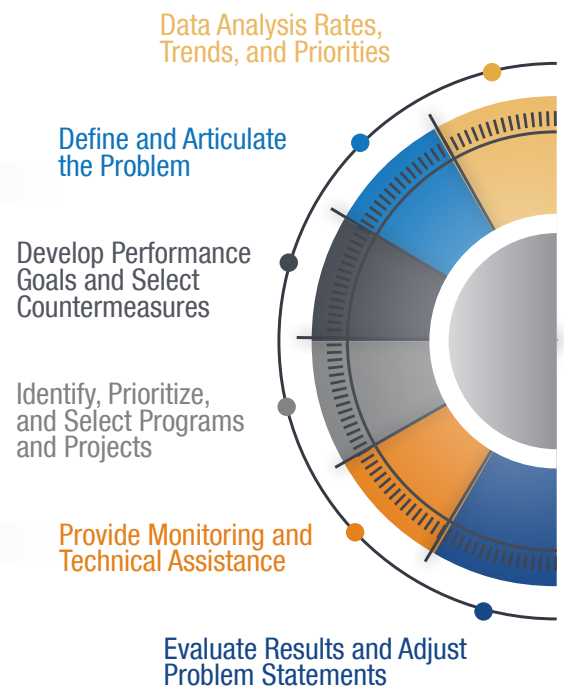 Data Analysis Rates,
Trends, and Priorities
Define and Articulate
the Problem
Develop Performance
Goals and Select
Countermeasures
Identify, Prioritize,
and Select Programs
and Projects
Provide Monitoring and
Technical Assistance
Evaluate Results and Adjust
Problem Statements